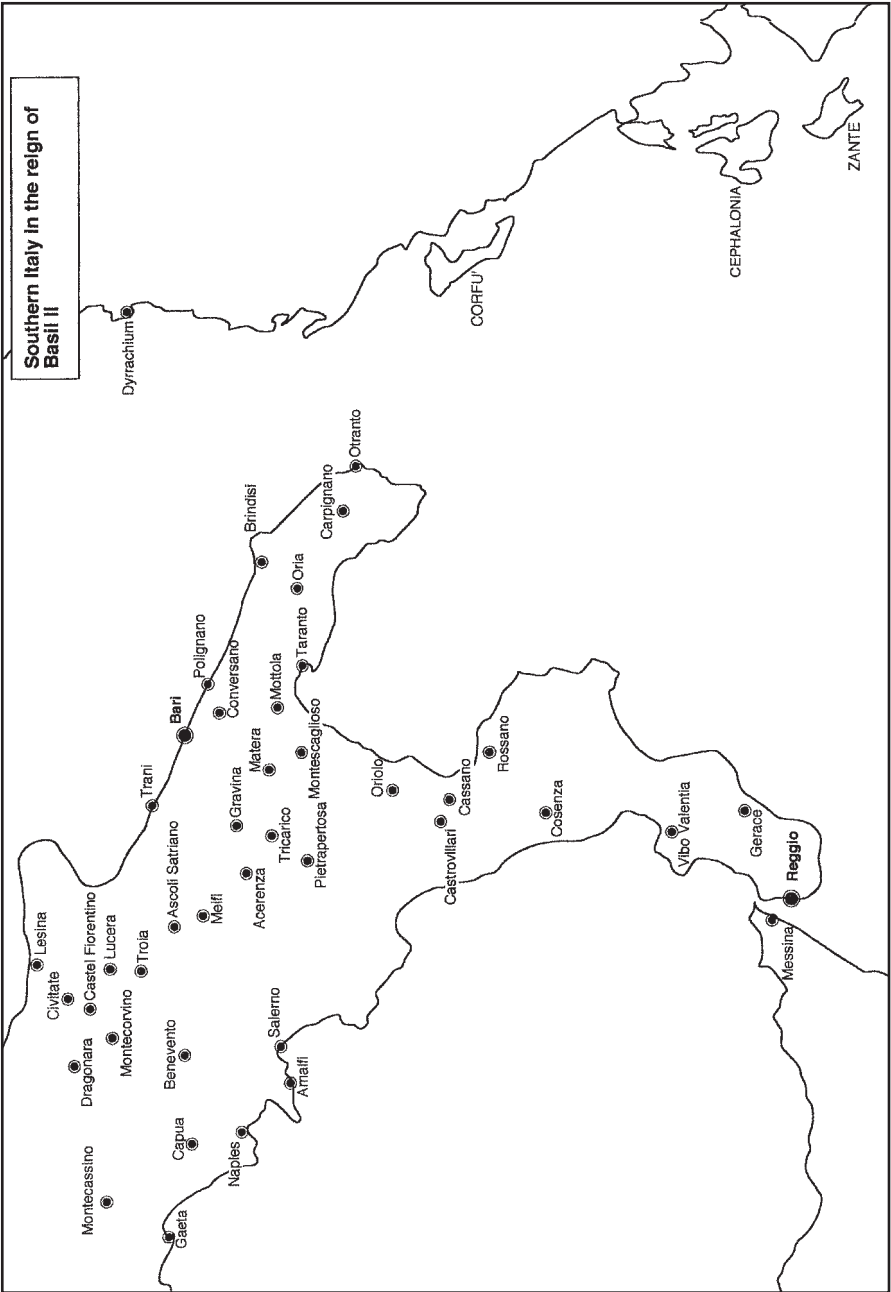 Southern Italy in the reign of
Basil II
Dyrrachium
CORFU'
CEPHALONIA
ZANTE
Lesina
Civitate
Castel Fiorentino
Dragonara
Lucera
Montecorvino
Troia
Montecassino
Gaeta
Capua
Benevento
Naples
Amalfi
Salerno
Ascoli Satriano
Melfi
Trani
Bari
Polignano
Conversano
Acerenza
Gravina
Tricarico
Matera
Pietrapertosa
Montescaglioso
Mottola
Taranto
Brindisi
Oria
Carpignano
Otranto
Oriolo
Castrovillari
Cassano
Rossano
Cosenza
Vibo Valentia
Gerace
Reggio
Messina